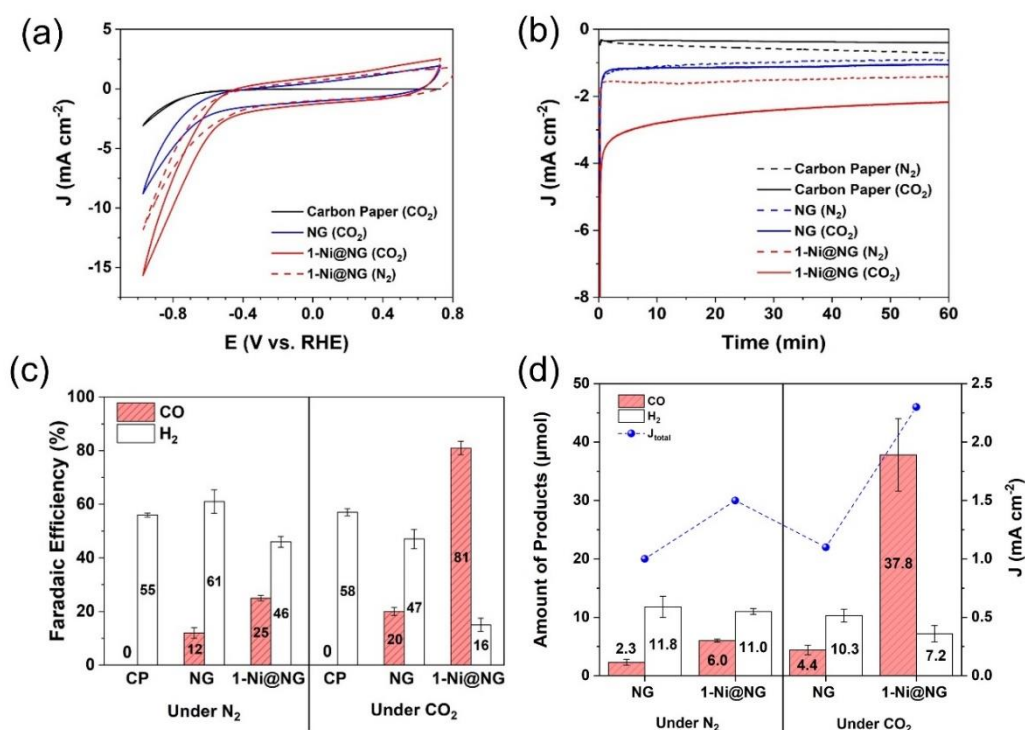 (a)
J (mA cm⁻²)
5
0
-5
-10
-15
Carbon Paper (CO₂)
NG (CO₂)
1-Ni@NG (CO₂)
1-Ni@NG (N₂)
-0.8
-0.4
0.0
0.4
0.8
E (V vs. RHE)
(b)
J (mA cm⁻²)
0
-2
-4
-6
-8
Carbon Paper (N₂)
Carbon Paper (CO₂)
NG (N₂)
NG (CO₂)
1-Ni@NG (N₂)
1-Ni@NG (CO₂)
0
10
20
30
40
50
60
Time (min)
(c)
Faradaic Efficiency (%)
100
80
60
40
20
0
CO
H₂
0
55
12
61
25
46
0
58
20
47
81
16
CP
NG
1-Ni@NG
CP
NG
1-Ni@NG
Under N₂
Under CO₂
(d)
Amount of Products (μmol)
50
40
30
20
10
0
CO
H₂
Jtotal
2.3
11.8
6.0
11.0
4.4
10.3
37.8
7.2
2.5
2.0
1.5
1.0
0.5
0.0
J (mA cm⁻²)
NG
1-Ni@NG
NG
1-Ni@NG
Under N₂
Under CO₂